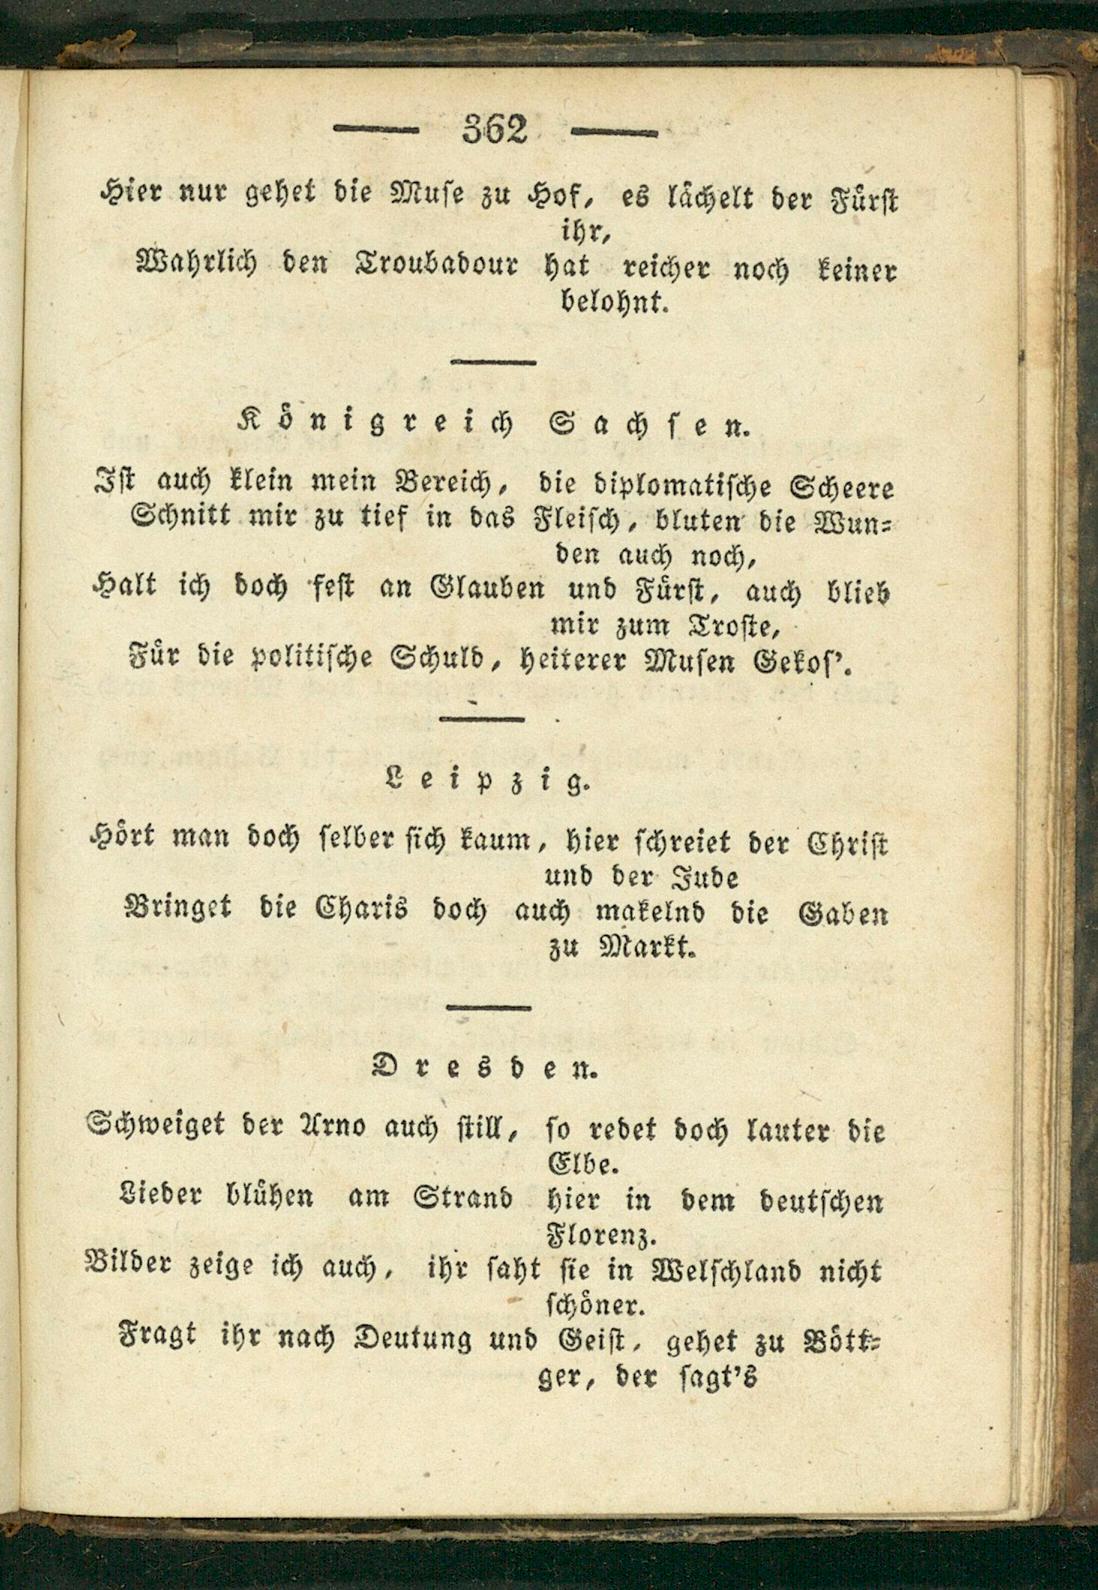 362
Hier nur gehet die Muse zu Hof, es lächelt der Fürst
ihr,
Wahrlich den Troubadour hat reicher noch keiner
belohnt.
Königreich Sachsen.
Ist auch klein mein Bereich, die diplomatische Scheere
Schnitt mir zu tief in das Fleisch, bluten die Wun-
den auch noch,
Halt ich doch fest an Glauben und Fürst, auch blieb
mir zum Troste,
Für die politische Schuld, heiterer Musen Gekos'.
Leipzig.
Hört man doch selber sich kaum, hier schreiet der Christ
und der Jude
Bringet die Charis doch auch makelnd die Gaben
zu Markt.
Dresden.
Schweiget der Arno auch still, so redet doch lauter die
Elbe.
Lieder blühen am Strand hier in dem deutschen
Florenz.
Bilder zeige ich auch, ihr saht sie in Welschland nicht
schöner.
Fragt ihr nach Deutung und Geist, gehet zu Bött-
ger, der sagt's